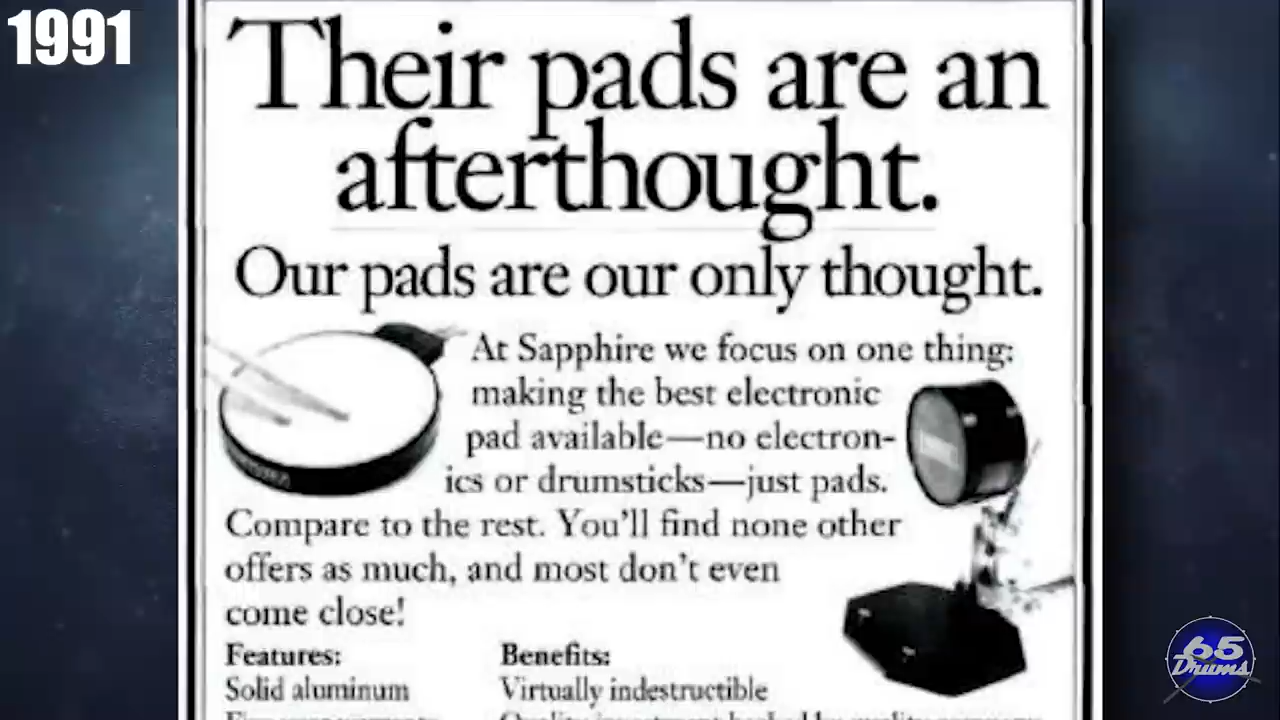 1991
Their pads are an
afterthought.
Our pads are our only thought.
At Sapphire we focus on one thing:
making the best electronic
pad available—no electron-
ics or drumsticks—just pads.
Compare to the rest. You'll find none other
offers as much, and most don't even
come close!
Features:
Benefits:
Solid aluminum
Virtually indestructible
65
Drums